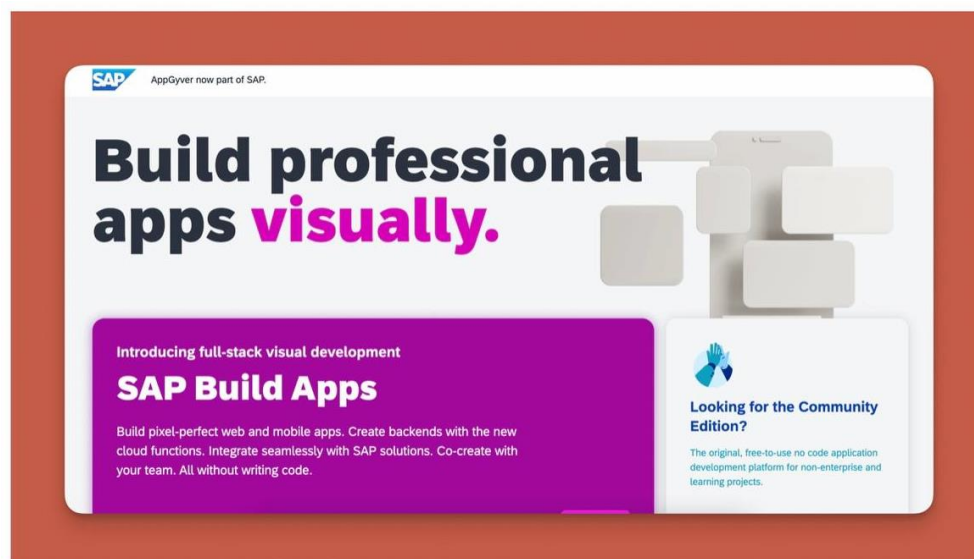 SAP AppGyver now part of SAP.
Build professional
apps visually.
Introducing full-stack visual development
SAP Build Apps
Build pixel-perfect web and mobile apps. Create backends with the new
cloud functions. Integrate seamlessly with SAP solutions. Co-create with
your team. All without writing code.
Looking for the Community
Edition?
The original, free-to-use no code application
development platform for non-enterprise and
learning projects.